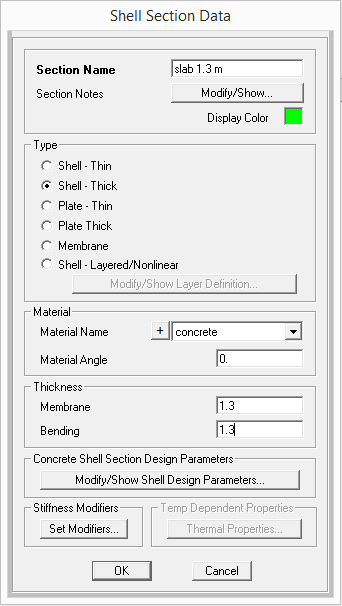 Shell Section Data
Section Name slab 1.3 m
Section Notes Modify/Show...
Display Color
Type
Shell - Thin
Shell - Thick
Plate - Thin
Plate Thick
Membrane
Shell - Layered/Nonlinear
Modify/Show Layer Definition...
Material
Material Name + concrete
Material Angle 0.
Thickness
Membrane 1.3
Bending 1.3
Concrete Shell Section Design Parameters
Modify/Show Shell Design Parameters...
Stiffness Modifiers Temp Dependent Properties
Set Modifiers... Thermal Properties...
OK Cancel